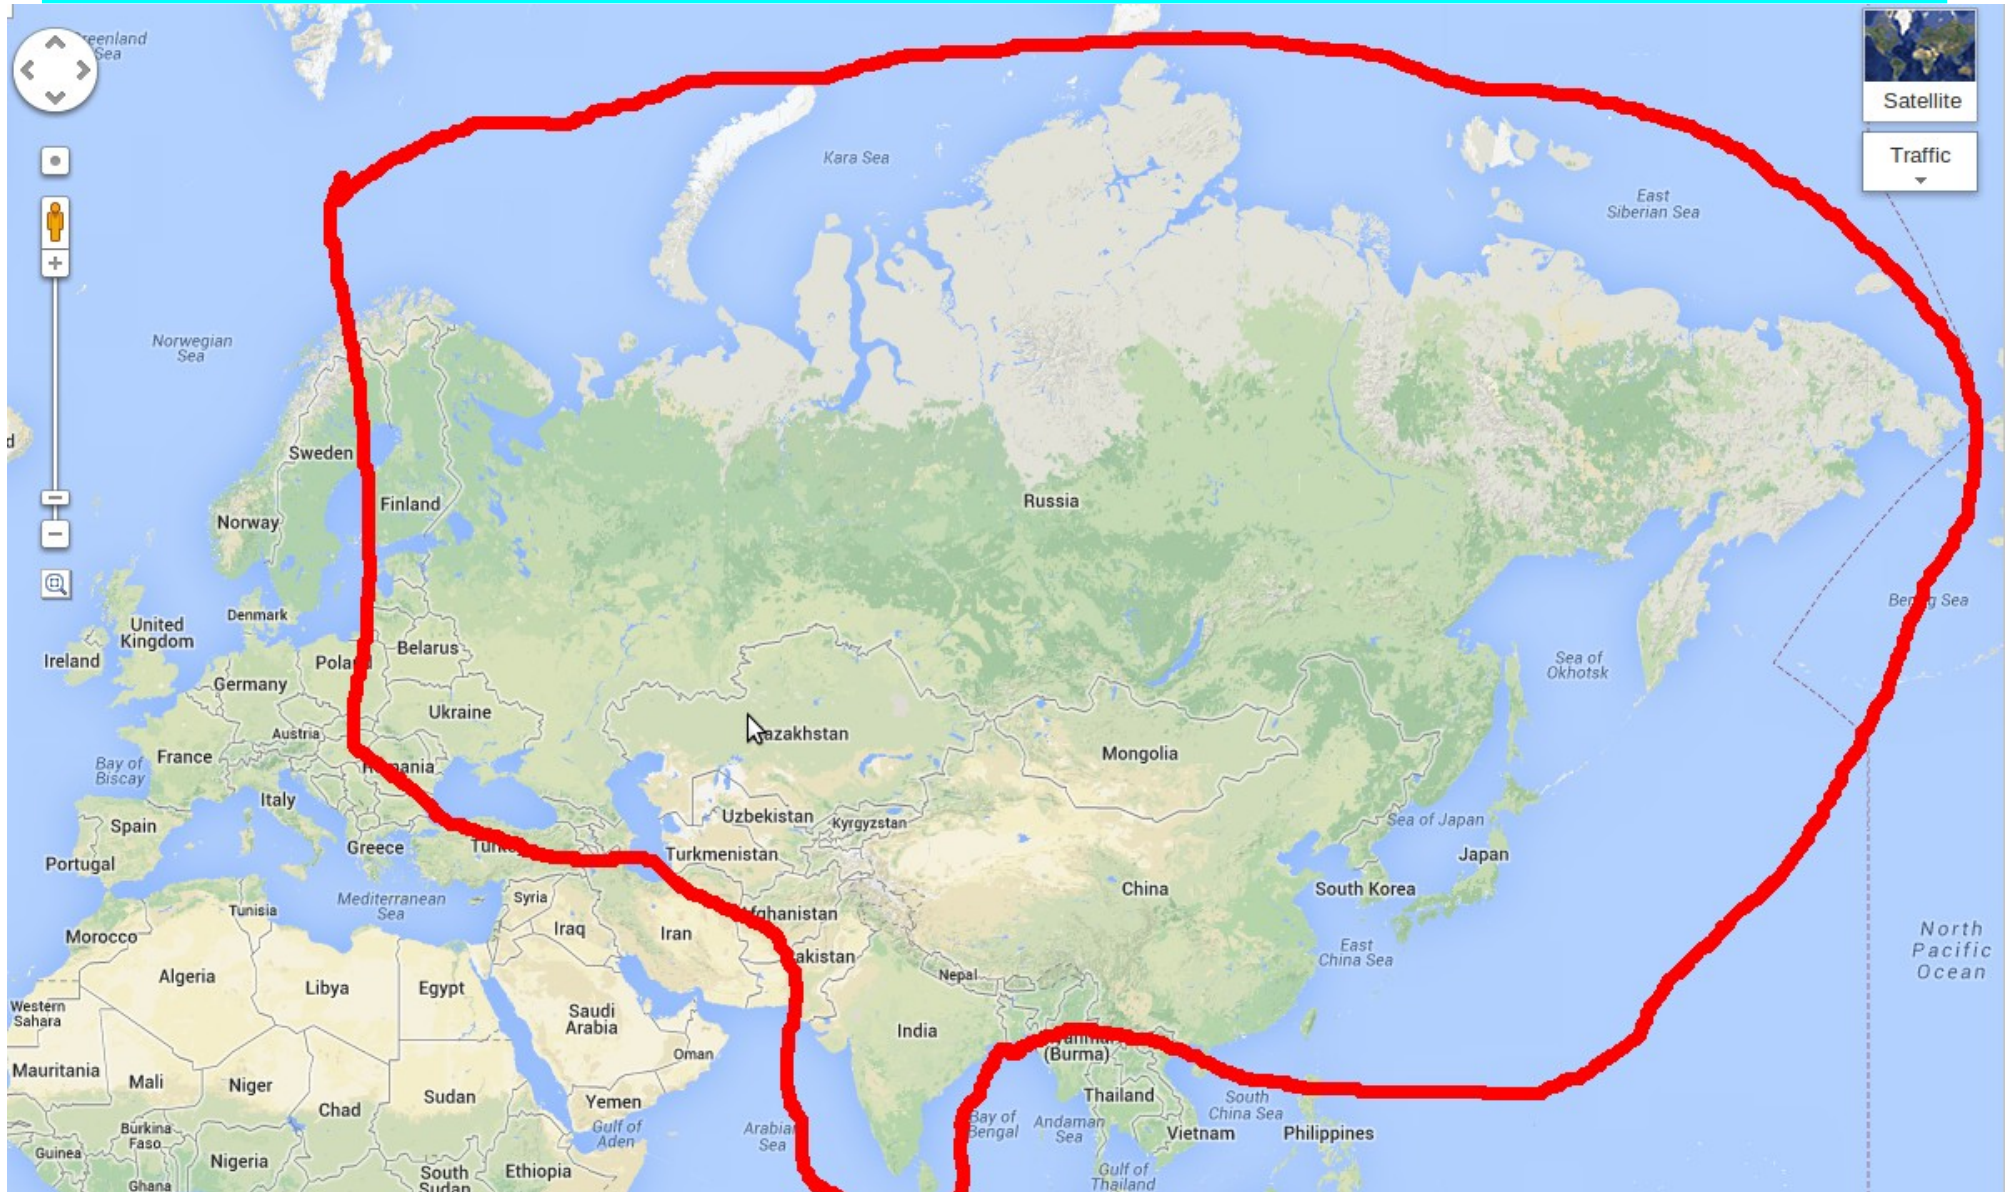 Greenland
Sea
Satellite
Traffic
Kara Sea
East
Siberian Sea
Norwegian
Sea
Sweden
Finland
Norway
Russia
Denmark
United
Kingdom
Ireland
Belarus
Poland
Germany
Ukraine
Bering Sea
Sea of
Okhotsk
Austria
Kazakhstan
Mongolia
France
Bay of
Biscay
Romania
Italy
Uzbekistan
Kyrgyzstan
Sea of Japan
Spain
Greece
Turkey
Turkmenistan
Japan
Portugal
China
South Korea
Syria
Mediterranean
Sea
Tunisia
Afghanistan
Morocco
Iraq
Iran
East
China Sea
North
Pacific
Ocean
Pakistan
Nepal
Algeria
Libya
Egypt
Western
Sahara
Saudi
Arabia
India
Myanmar
(Burma)
Oman
Mauritania
Mali
Niger
Chad
Sudan
Yemen
Thailand
South
China Sea
Burkina
Faso
Gulf of
Aden
Arabian
Sea
Bay of
Bengal
Andaman
Sea
Vietnam
Philippines
Guinea
Nigeria
South
Sudan
Ethiopia
Gulf of
Thailand
Ghana